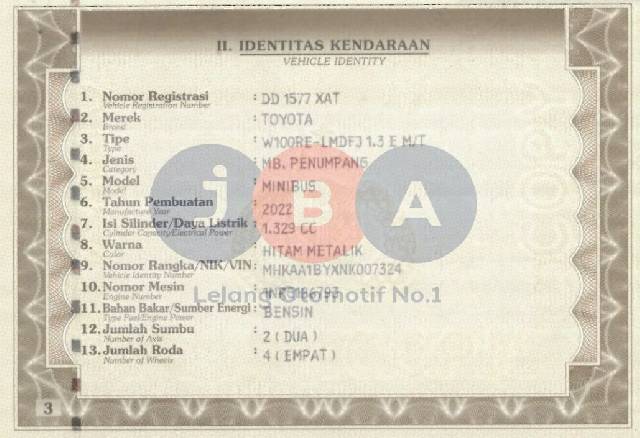 II. IDENTITAS KENDARAAN
VEHICLE IDENTITY
1. Nomor Registrasi : DD 1577 XAT
Vehicle Registration Number
2. Merek : TOYOTA
Brand
3. Tipe : W100RE-LMDFJ 1.3 E M/T
Type
4. Jenis : MB. PENUMPANG
Category
5. Model : MINIBUS
Model
6. Tahun Pembuatan : 2022
Manufacture Year
7. Isi Silinder/Daya Listrik : 1.329 CC
Cylinder Capacity/Electrical Power
8. Warna : HITAM METALIK
Color
9. Nomor Rangka/NIK/VIN : MHKAA1BYXNK007324
Vehicle Identity Number
10. Nomor Mesin :
Engine Number
11. Bahan Bakar/Sumber Energi : BENSIN
Type Fuel/Engine Power
12. Jumlah Sumbu : 2 ( DUA )
Number of Axis
13. Jumlah Roda : 4 ( EMPAT )
Number of Wheels
3
JBA
Lelang Otomotif No.1